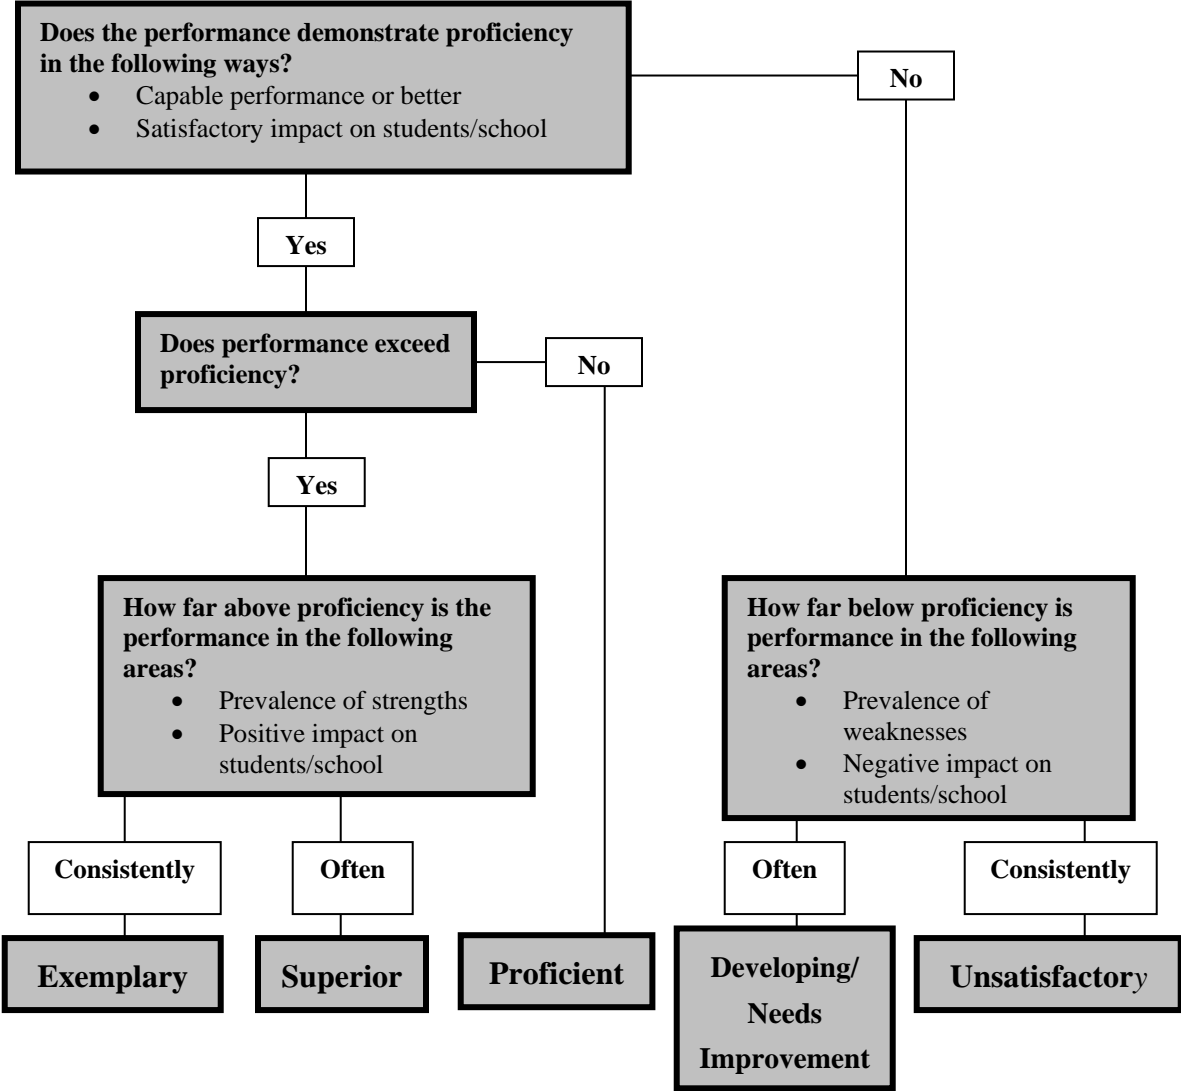 Does the performance demonstrate proficiency
in the following ways?
• Capable performance or better
• Satisfactory impact on students/school
No
Yes
Does performance exceed
proficiency?
No
Yes
How far above proficiency is the
performance in the following
areas?
• Prevalence of strengths
• Positive impact on
students/school
How far below proficiency is
performance in the following
areas?
• Prevalence of
weaknesses
• Negative impact on
students/school
Consistently
Often
Often
Consistently
Exemplary
Superior
Proficient
Developing/
Needs
Improvement
Unsatisfactory